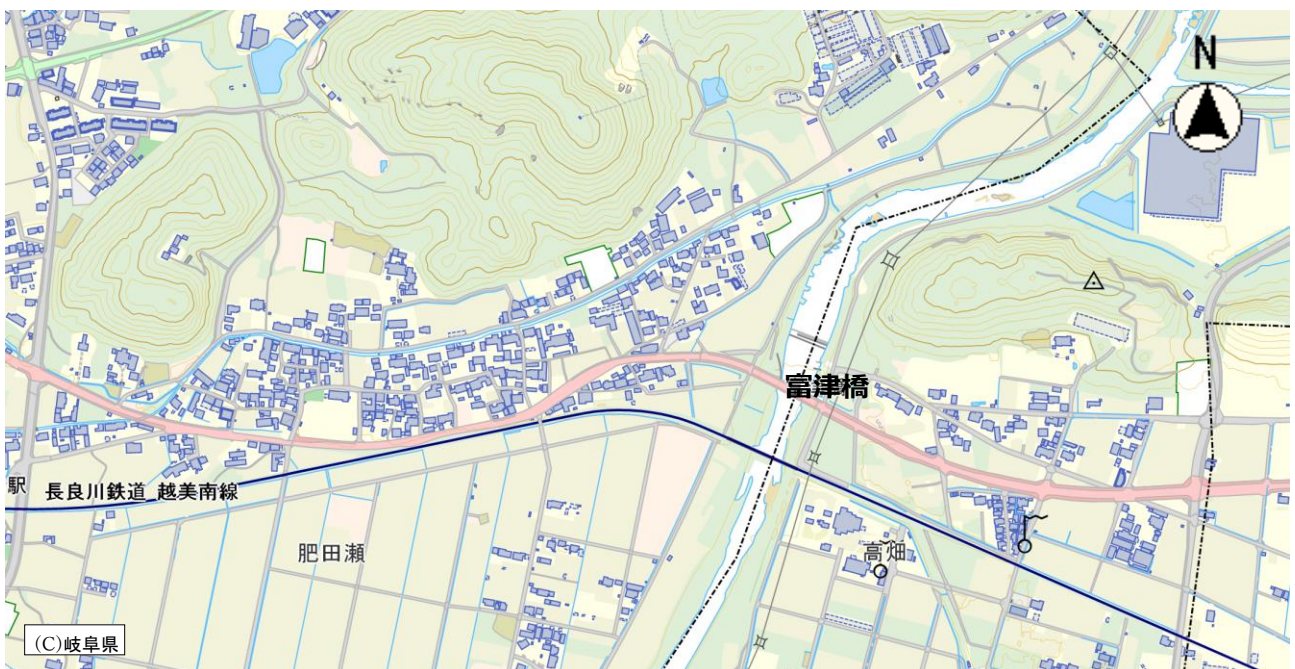 N
富津橋
駅
長良川鉄道_越美南線
肥田瀬
高畑
(C)岐阜県